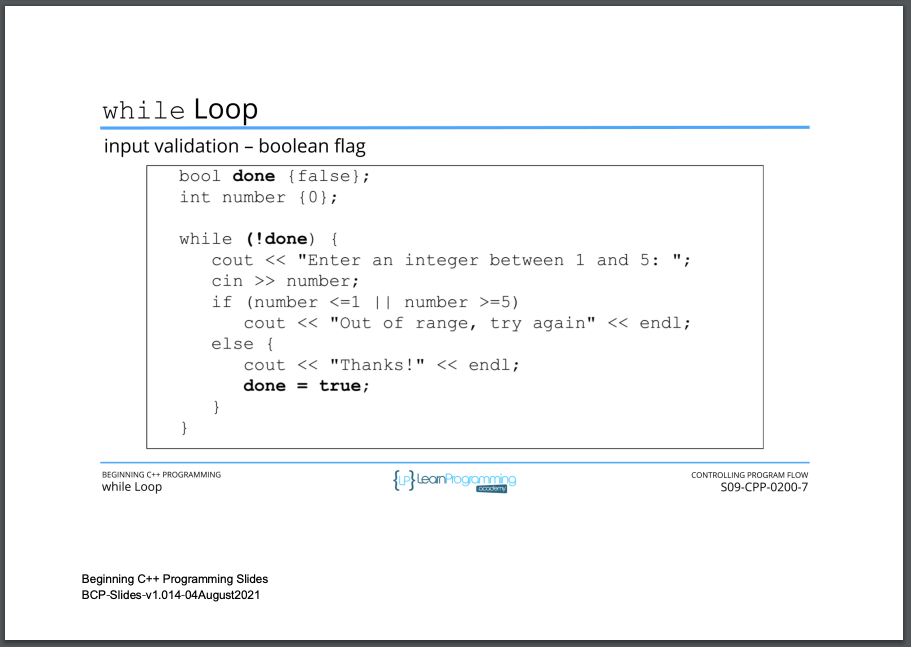 while Loop
input validation – boolean flag
bool done {false};
int number {0};
while (!done) {
cout << "Enter an integer between 1 and 5: ";
cin >> number;
if (number <=1 || number >=5)
cout << "Out of range, try again" << endl;
else {
cout << "Thanks!" << endl;
done = true;
}
}
BEGINNING C++ PROGRAMMING
while Loop
{LP} LearnProgramming
academy
CONTROLLING PROGRAM FLOW
S09-CPP-0200-7
Beginning C++ Programming Slides
BCP-Slides-v1.014-04August2021